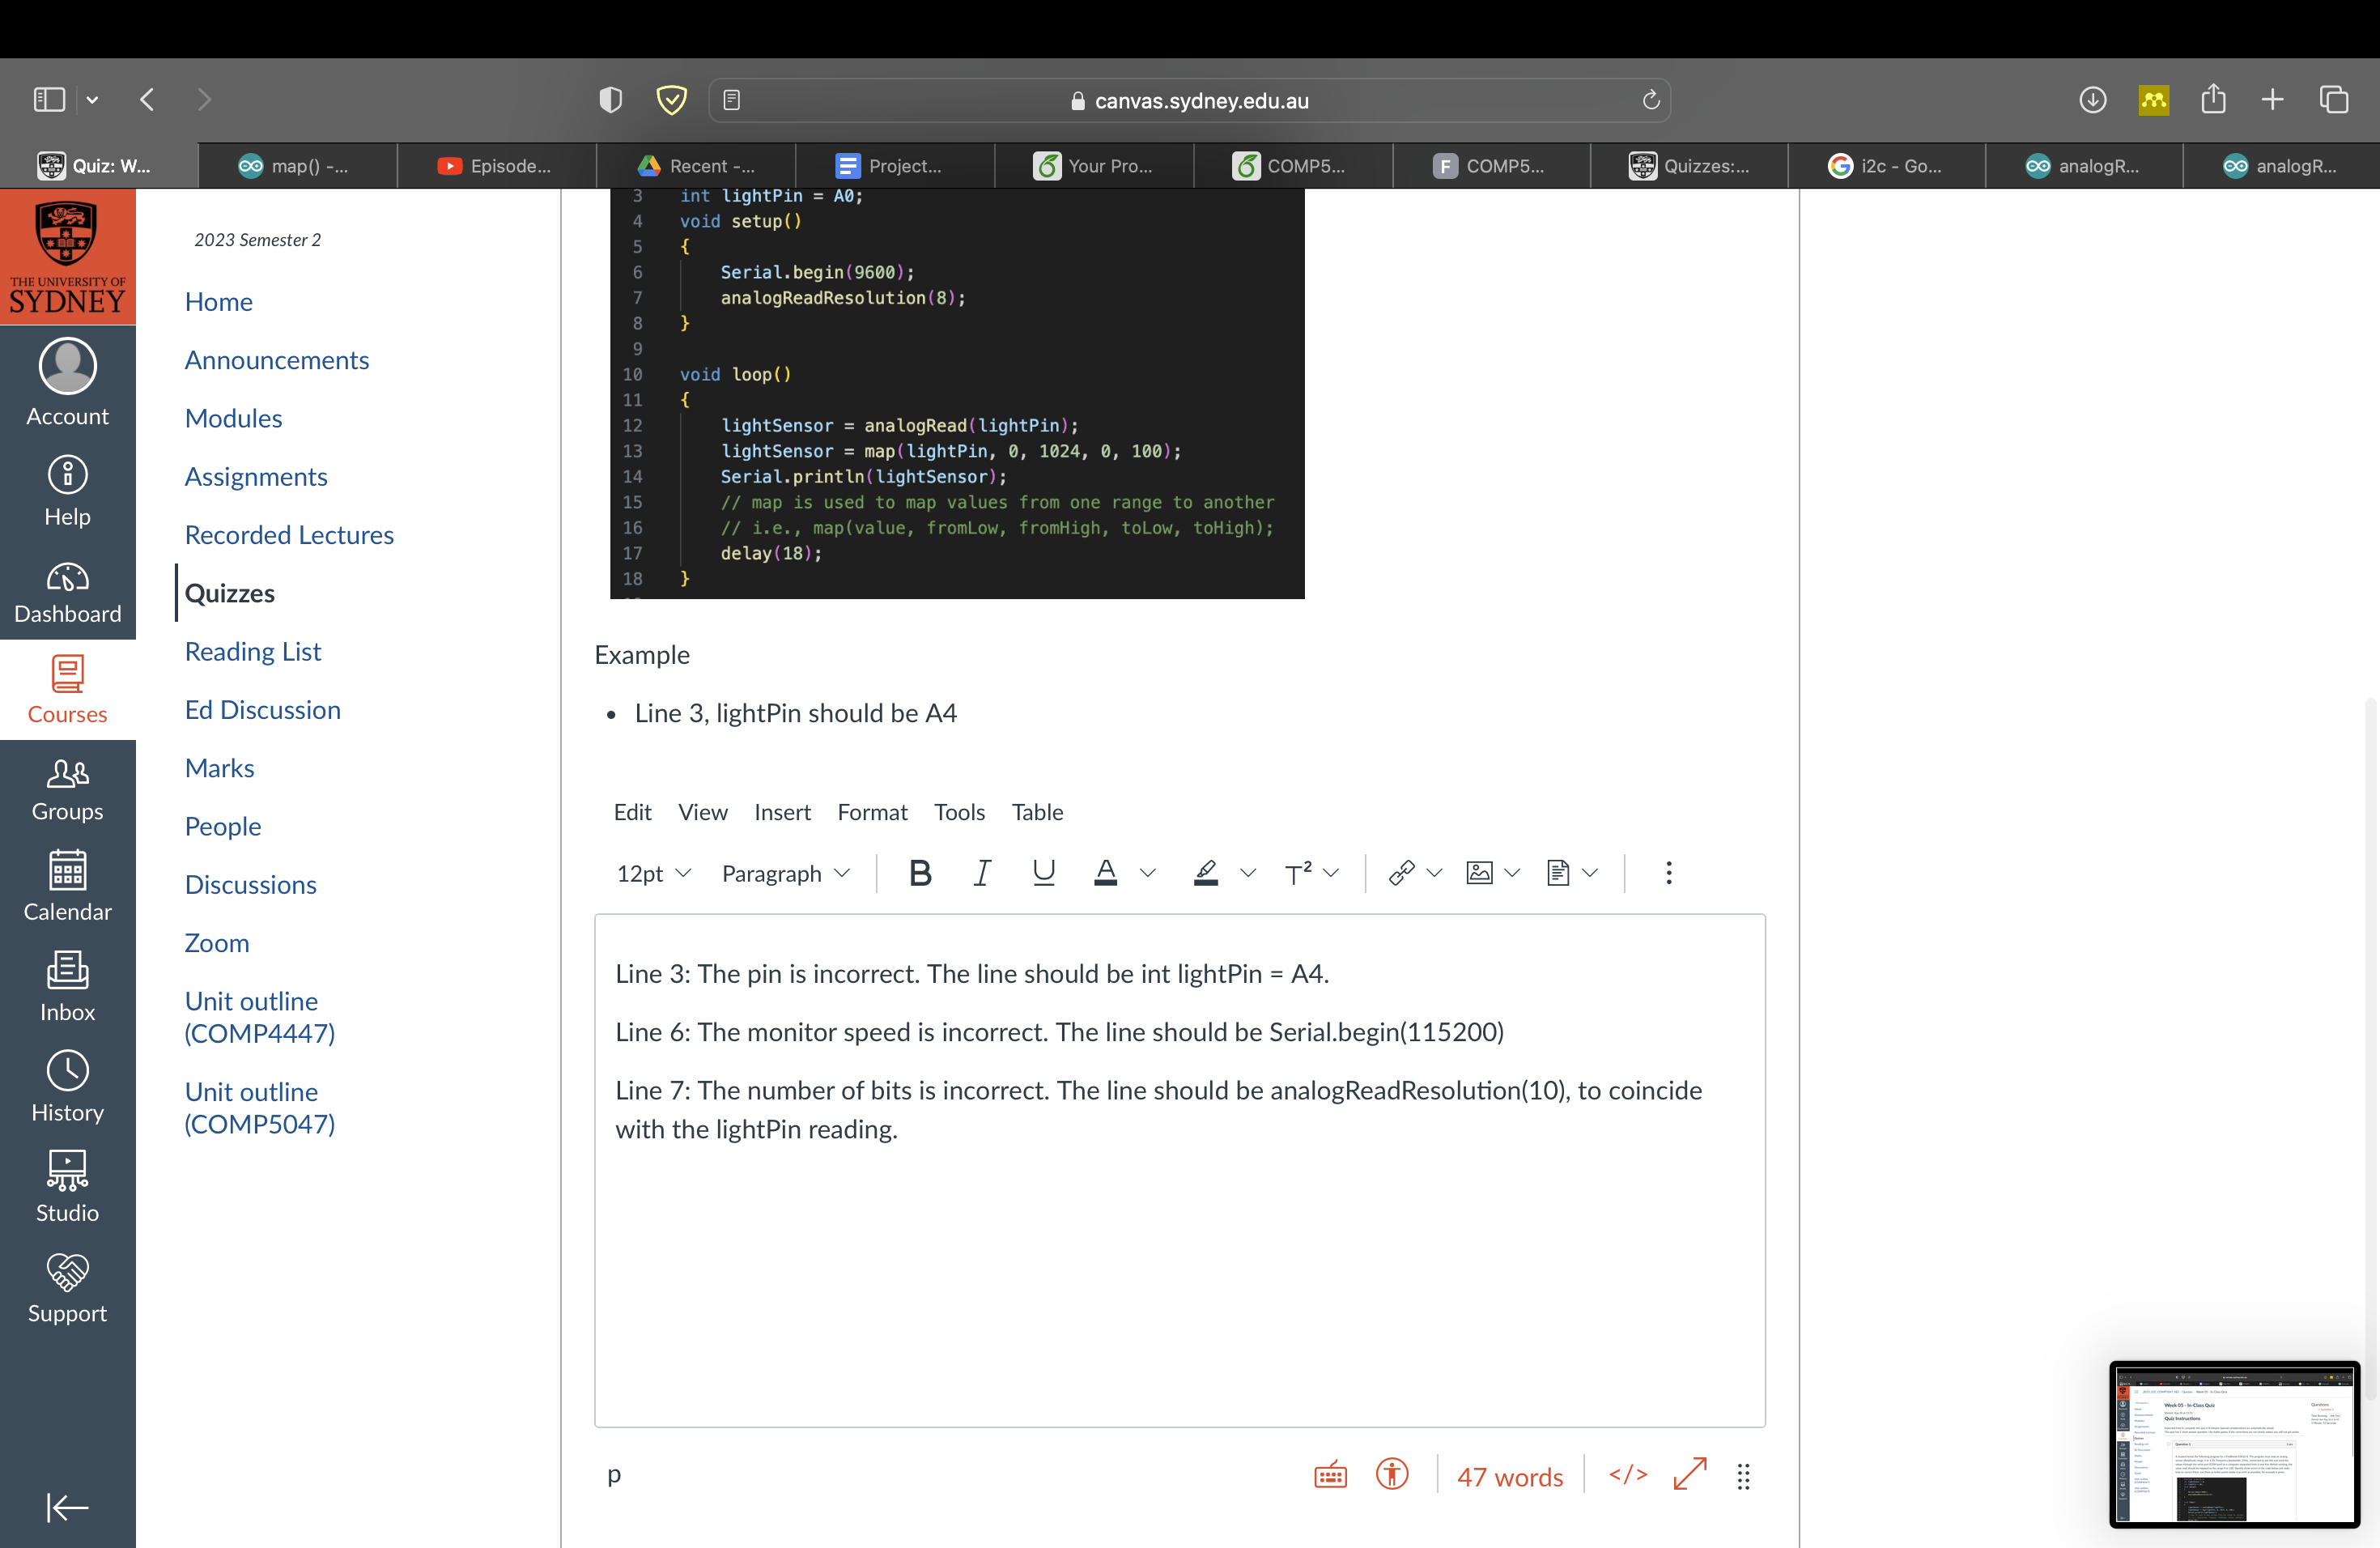 canvas.sydney.edu.au
Quiz: W...
map() -...
Episode...
Recent -...
Project...
Your Pro...
COMP5...
F COMP5...
Quizzes:...
i2c - Go...
analogR...
analogR...
THE UNIVERSITY OF
SYDNEY
Account
Help
Dashboard
Courses
Groups
Calendar
Inbox
History
Studio
Support
2023 Semester 2
Home
Announcements
Modules
Assignments
Recorded Lectures
Quizzes
Reading List
Ed Discussion
Marks
People
Discussions
Zoom
Unit outline
(COMP4447)
Unit outline
(COMP5047)
3 int lightPin = A0;
4 void setup()
5 {
6 Serial.begin(9600);
7 analogReadResolution(8);
8 }
9
10 void loop()
11 {
12 lightSensor = analogRead(lightPin);
13 lightSensor = map(lightPin, 0, 1024, 0, 100);
14 Serial.println(lightSensor);
15 // map is used to map values from one range to another
16 // i.e., map(value, fromLow, fromHigh, toLow, toHigh);
17 delay(18);
18 }
Example
• Line 3, lightPin should be A4
Edit View Insert Format Tools Table
12pt Paragraph B I U A T²
Line 3: The pin is incorrect. The line should be int lightPin = A4.
Line 6: The monitor speed is incorrect. The line should be Serial.begin(115200)
Line 7: The number of bits is incorrect. The line should be analogReadResolution(10), to coincide
with the lightPin reading.
p
47 words </>
Week 05 - In-Class Quiz
Quiz Instructions